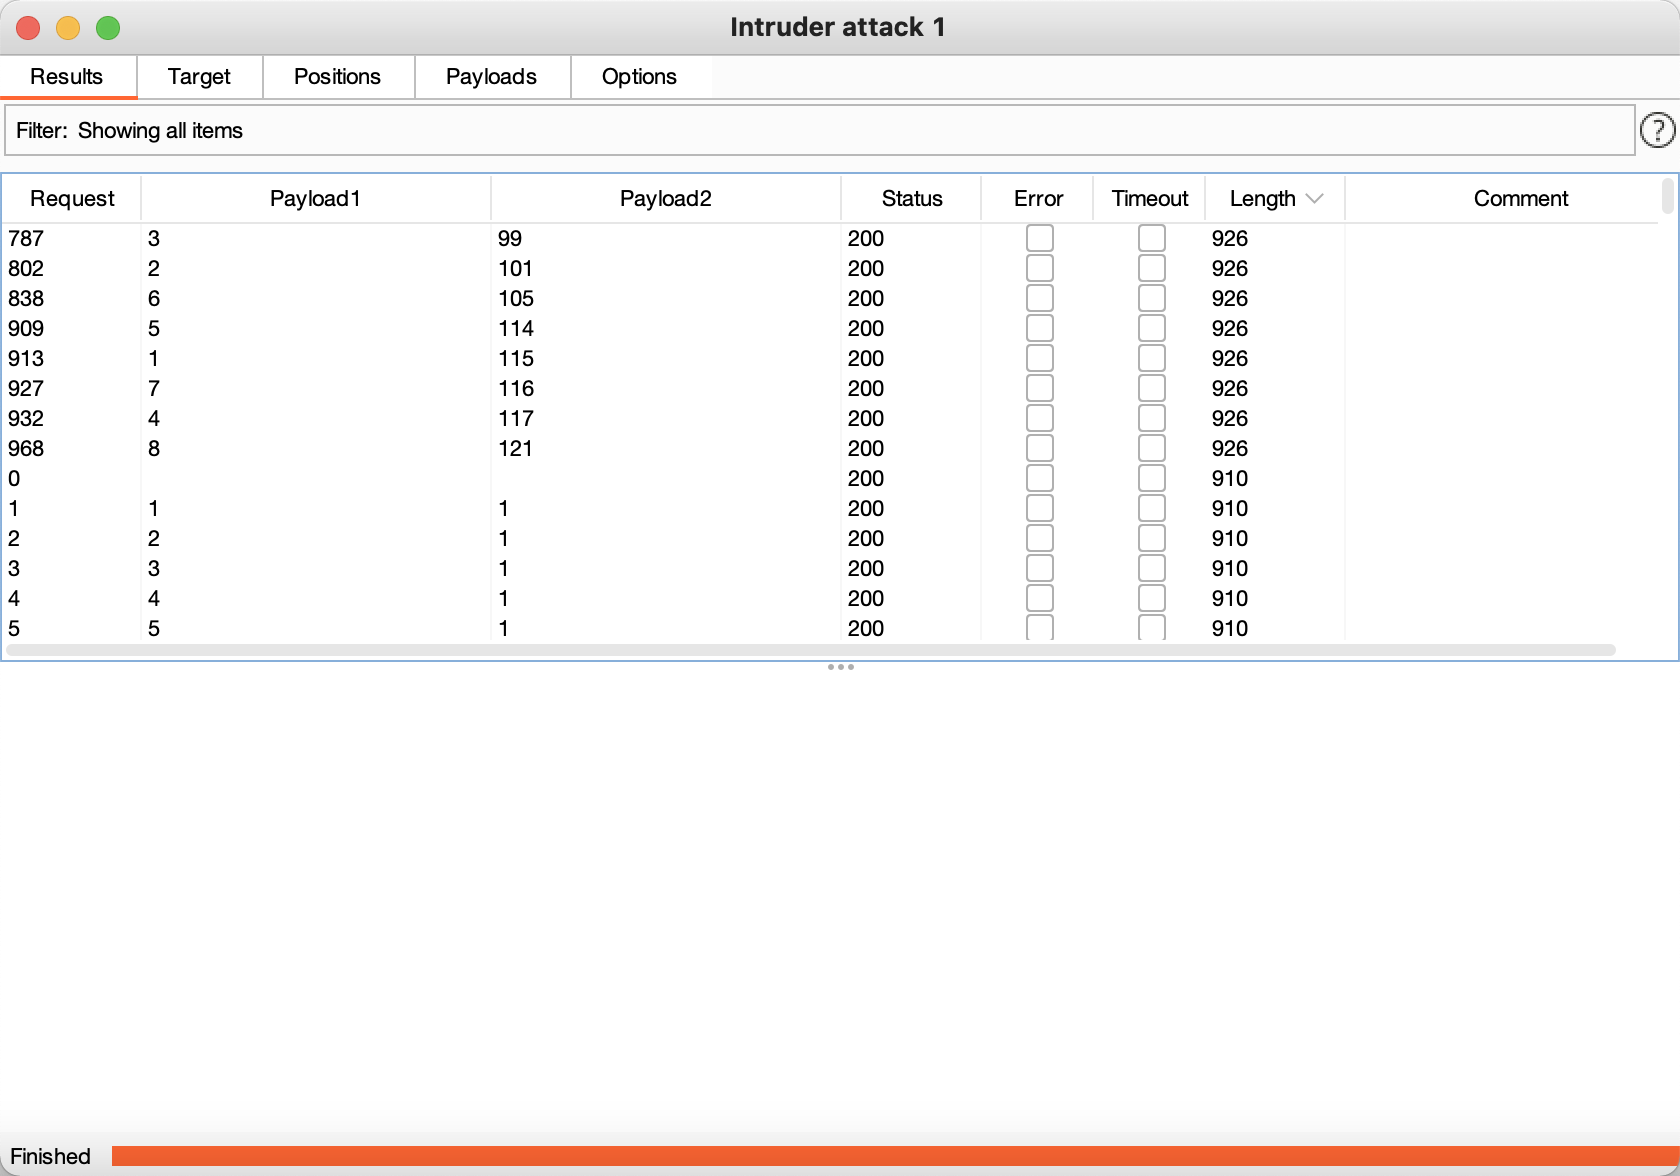 Intruder attack 1
Results Target Positions Payloads Options
Filter: Showing all items ?
Request Payload1 Payload2 Status Error Timeout Length Comment
787 3 99 200 926
802 2 101 200 926
838 6 105 200 926
909 5 114 200 926
913 1 115 200 926
927 7 116 200 926
932 4 117 200 926
968 8 121 200 926
0 200 910
1 1 1 200 910
2 2 1 200 910
3 3 1 200 910
4 4 1 200 910
5 5 1 200 910
Finished